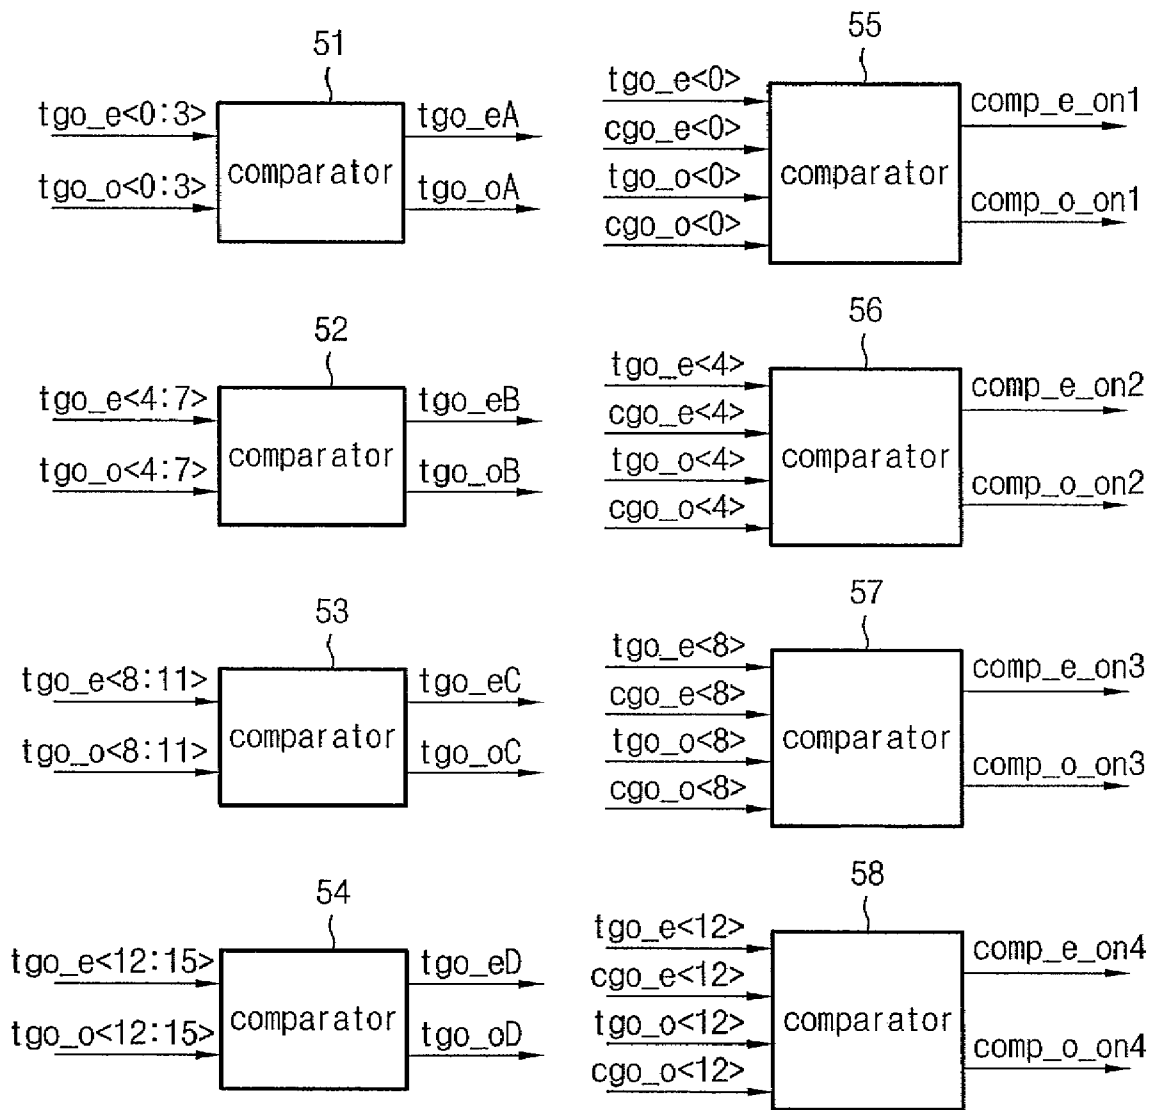 51
tgo_e<0:3>
tgo_o<0:3>
comparator
tgo_eA
tgo_oA
55
tgo_e<0>
cgo_e<0>
tgo_o<0>
cgo_o<0>
comparator
comp_e_on1
comp_o_on1
52
tgo_e<4:7>
tgo_o<4:7>
comparator
tgo_eB
tgo_oB
56
tgo_e<4>
cgo_e<4>
tgo_o<4>
cgo_o<4>
comparator
comp_e_on2
comp_o_on2
53
tgo_e<8:11>
tgo_o<8:11>
comparator
tgo_eC
tgo_oC
57
tgo_e<8>
cgo_e<8>
tgo_o<8>
cgo_o<8>
comparator
comp_e_on3
comp_o_on3
54
tgo_e<12:15>
tgo_o<12:15>
comparator
tgo_eD
tgo_oD
58
tgo_e<12>
cgo_e<12>
tgo_o<12>
cgo_o<12>
comparator
comp_e_on4
comp_o_on4